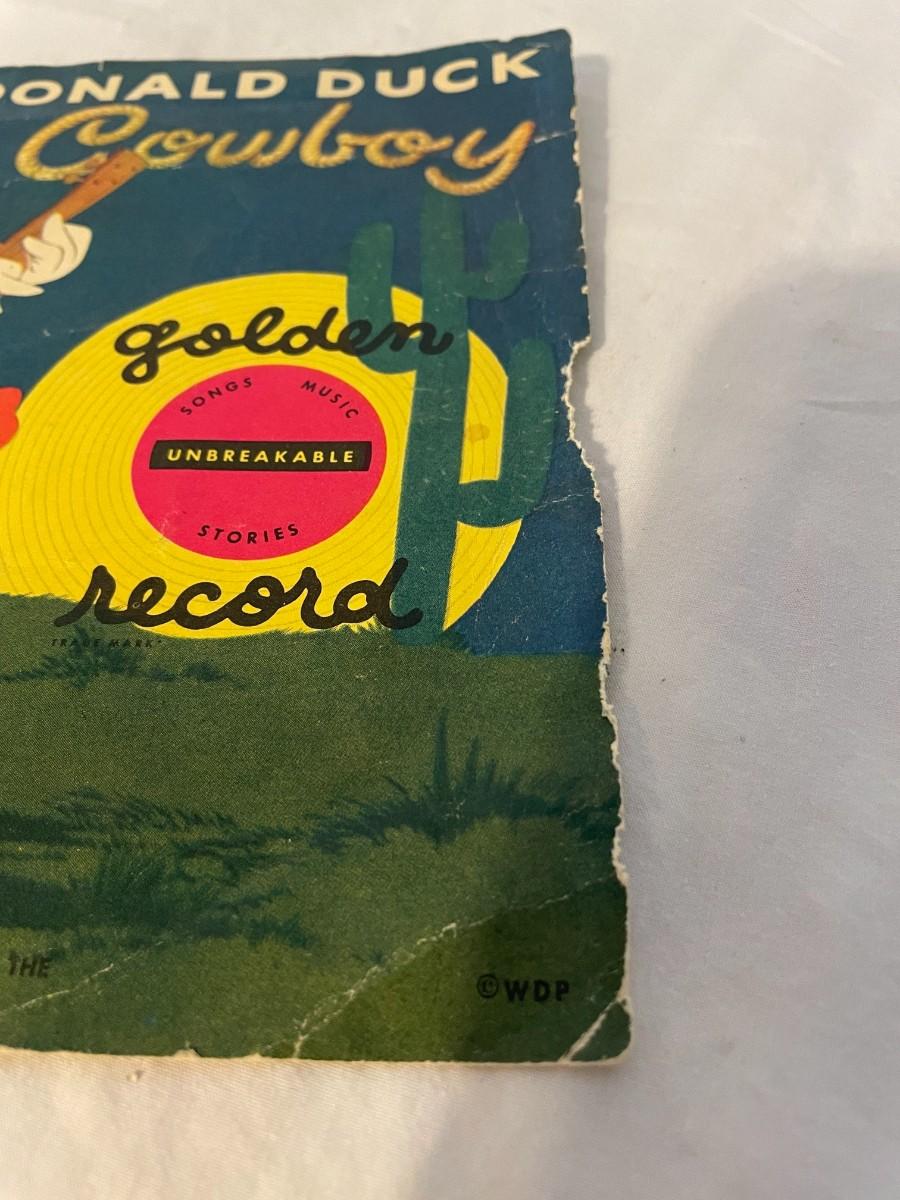 DONALD DUCK
Cowboy
golden
SONGS MUSIC
UNBREAKABLE
STORIES
record
TRADE MARK
THE
©WDP